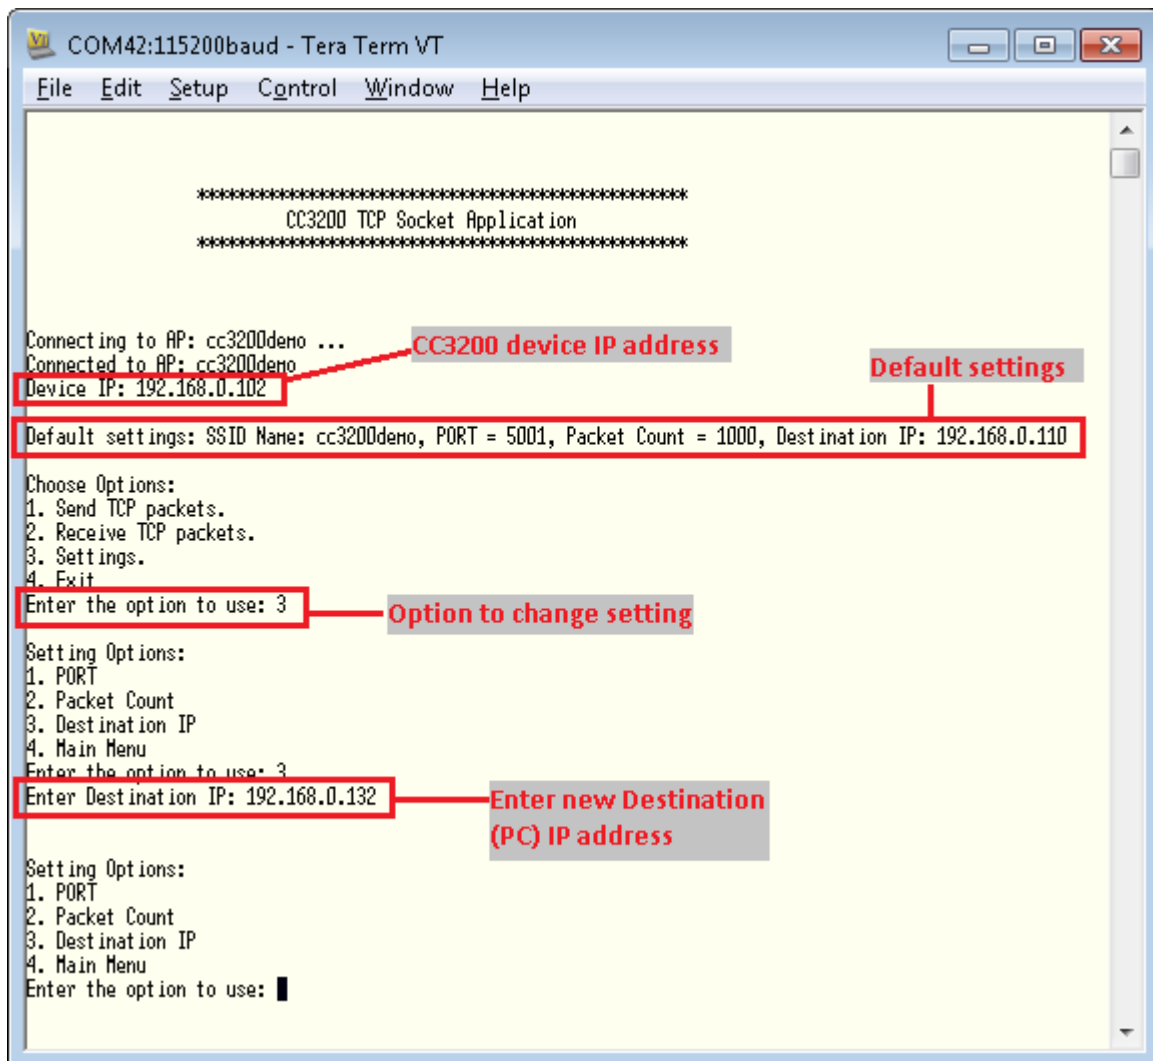 COM42:115200baud - Tera Term VT
File Edit Setup Control Window Help
*************************************************
CC3200 TCP Socket Application
*************************************************
Connecting to AP: cc3200demo ...
Connected to AP: cc3200demo
Device IP: 192.168.0.102
CC3200 device IP address
Default settings
Default settings: SSID Name: cc3200demo, PORT = 5001, Packet Count = 1000, Destination IP: 192.168.0.110
Choose Options:
1. Send TCP packets.
2. Receive TCP packets.
3. Settings.
4. Exit
Enter the option to use: 3
Option to change setting
Setting Options:
1. PORT
2. Packet Count
3. Destination IP
4. Main Menu
Enter the option to use: 3
Enter Destination IP: 192.168.0.132
Enter new Destination
(PC) IP address
Setting Options:
1. PORT
2. Packet Count
3. Destination IP
4. Main Menu
Enter the option to use: